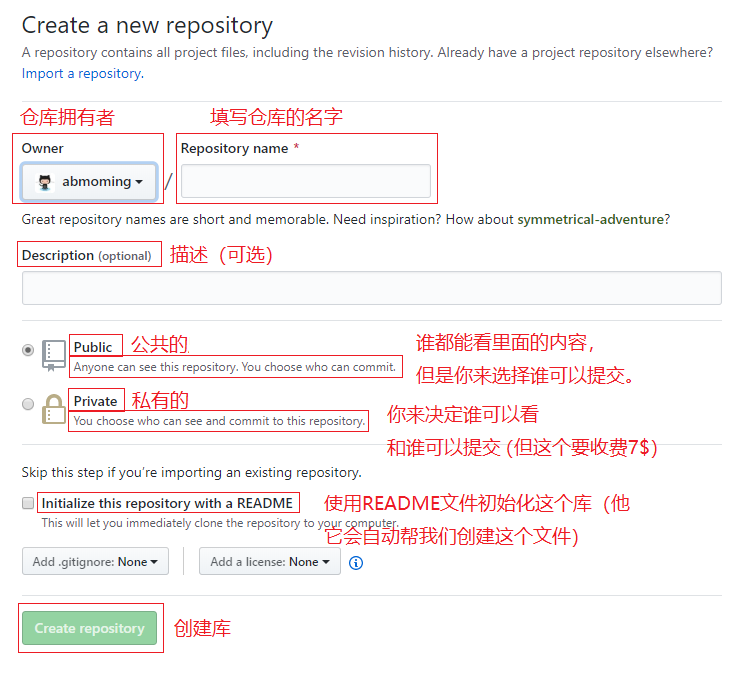 Create a new repository
A repository contains all project files, including the revision history. Already have a project repository elsewhere?
Import a repository.
仓库拥有者
填写仓库的名字
Owner
Repository name *
abmoming
/
Great repository names are short and memorable. Need inspiration? How about symmetrical-adventure?
Description (optional)
描述（可选）
Public
公共的
Anyone can see this repository. You choose who can commit.
谁都能看里面的内容，
但是你来选择谁可以提交。
Private
私有的
You choose who can see and commit to this repository.
你来决定谁可以看
和谁可以提交 (但这个要收费7$)
Skip this step if you’re importing an existing repository.
Initialize this repository with a README
This will let you immediately clone the repository to your computer.
使用README文件初始化这个库（他
它会自动帮我们创建这个文件）
Add .gitignore: None
Add a license: None
Create repository
创建库